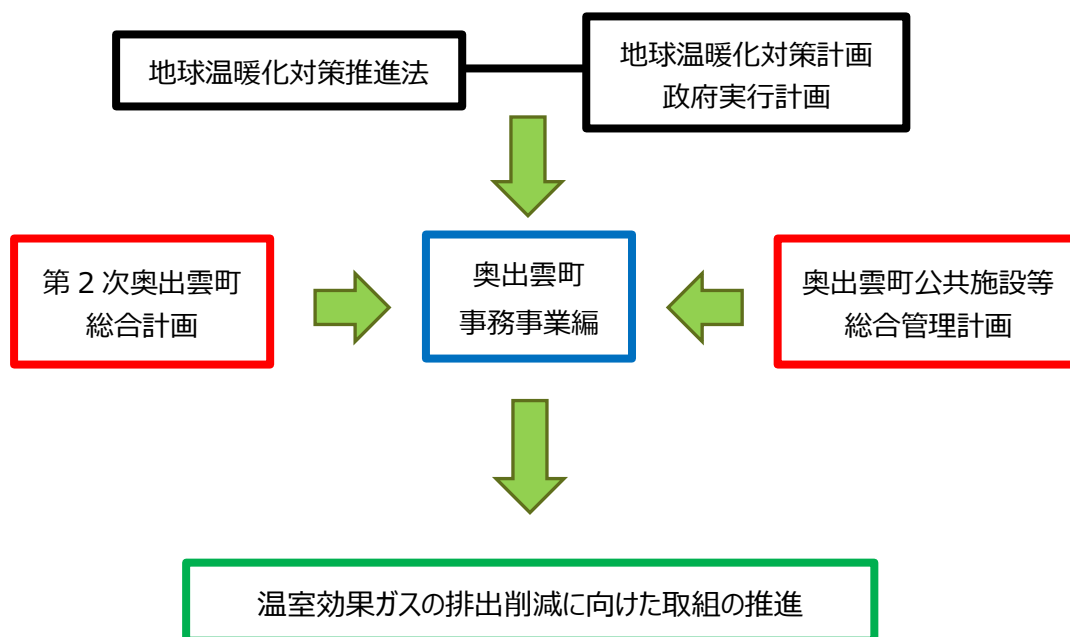 地球温暖化対策推進法
地球温暖化対策計画
政府実行計画
第2次奥出雲町
総合計画
奥出雲町
事務事業編
奥出雲町公共施設等
総合管理計画
温室効果ガスの排出削減に向けた取組の推進